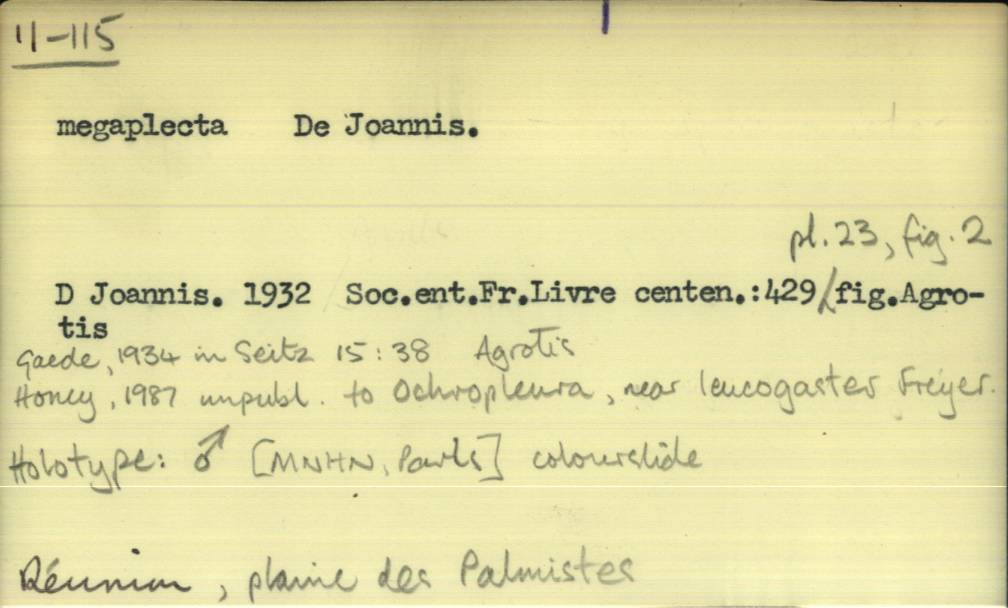 11-115
megaplecta De Joannis.
pl. 23, fig. 2
D Joannis. 1932 Soc.ent.Fr.Livre centen.:429/fig.Agro-
tis
Gaede, 1934 in Seitz 15 : 38 Agrotis
Honey, 1987 unpubl. to Ochropleura, near leucogaster Freyer.
Holotype: ♂ [MNHN, Paris] colourslide
Réunion, plaine des Palmistes